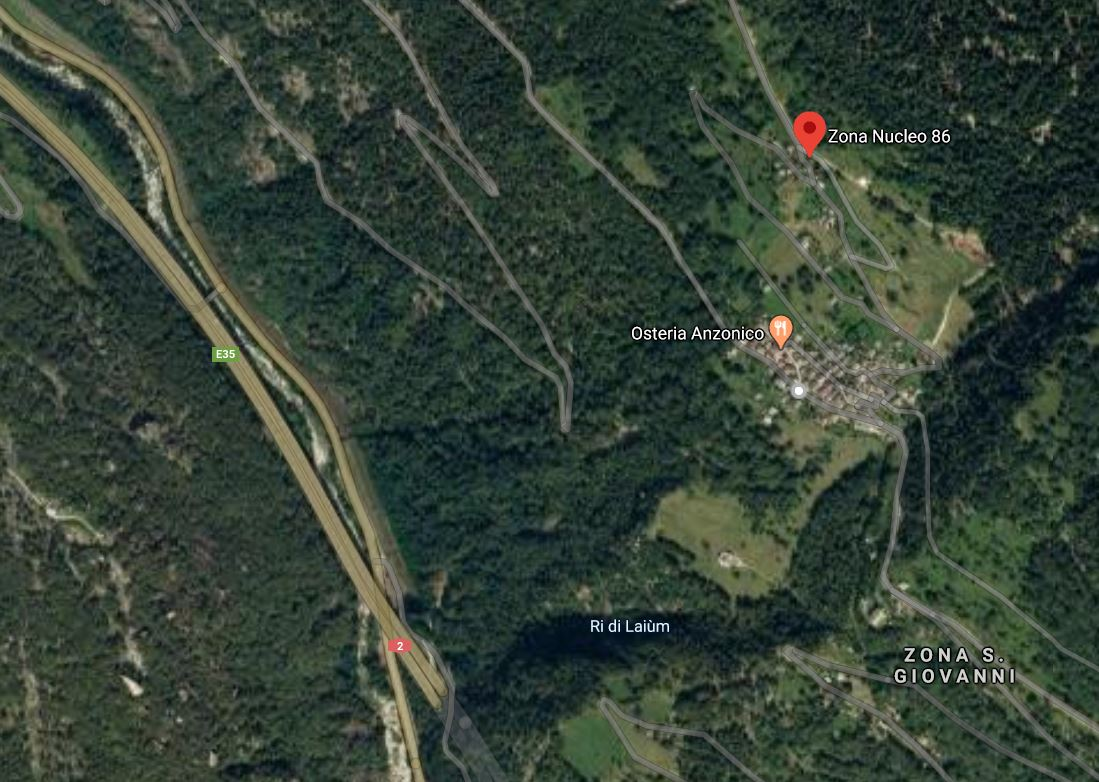 Zona Nucleo 86
Osteria Anzonico
E35
Ri di Laiùm
2
ZONA S.
GIOVANNI